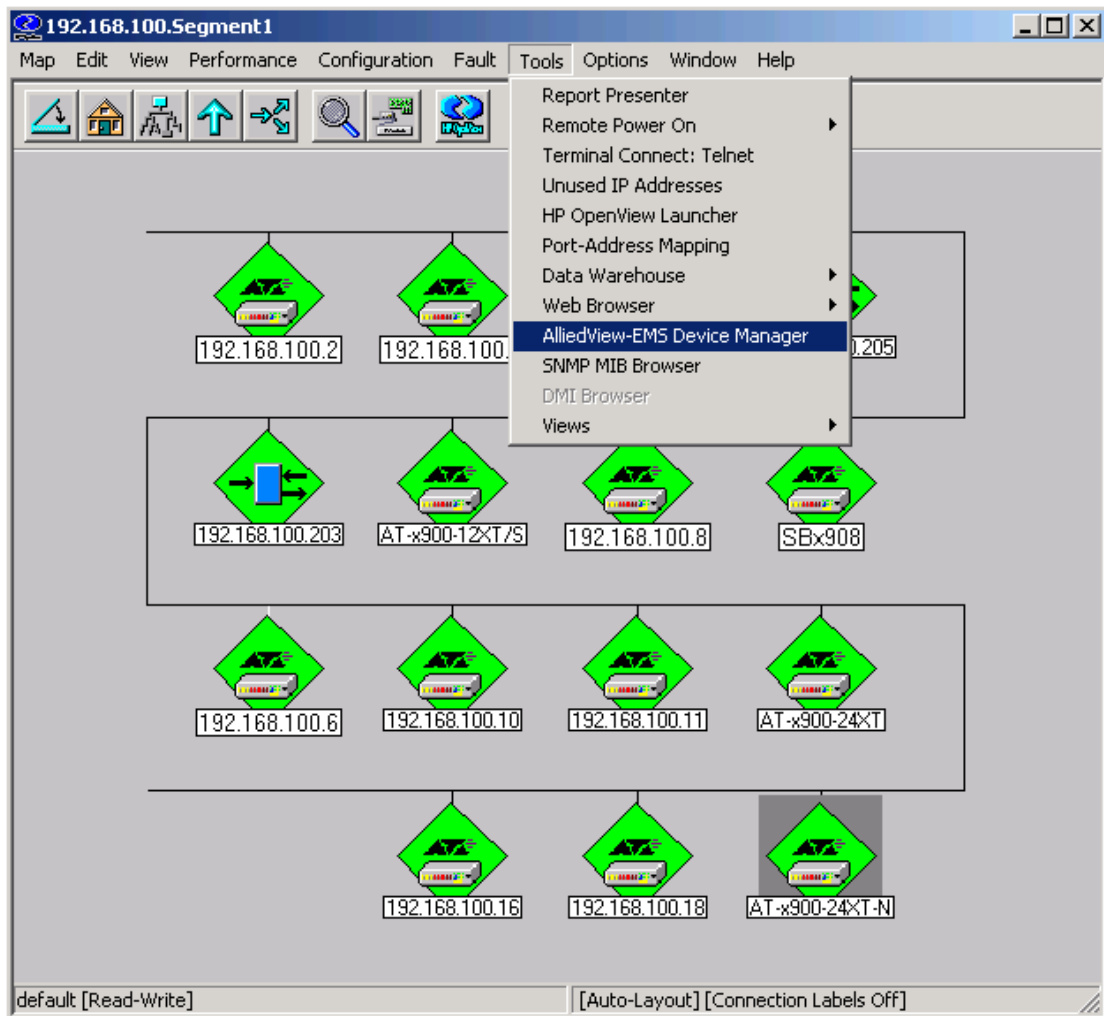 192.168.100.Segment1
Map Edit View Performance Configuration Fault Tools Options Window Help
Report Presenter
Remote Power On
Terminal Connect: Telnet
Unused IP Addresses
HP OpenView Launcher
Port-Address Mapping
Data Warehouse
Web Browser
AlliedView-EMS Device Manager
SNMP MIB Browser
DMI Browser
Views
192.168.100.2 192.168.100. 0.205
192.168.100.203 AT-x900-12XT/S 192.168.100.8 SBx908
192.168.100.6 192.168.100.10 192.168.100.11 AT-x900-24XT
192.168.100.16 192.168.100.18 AT-x900-24XT-N
default [Read-Write] [Auto-Layout] [Connection Labels Off]